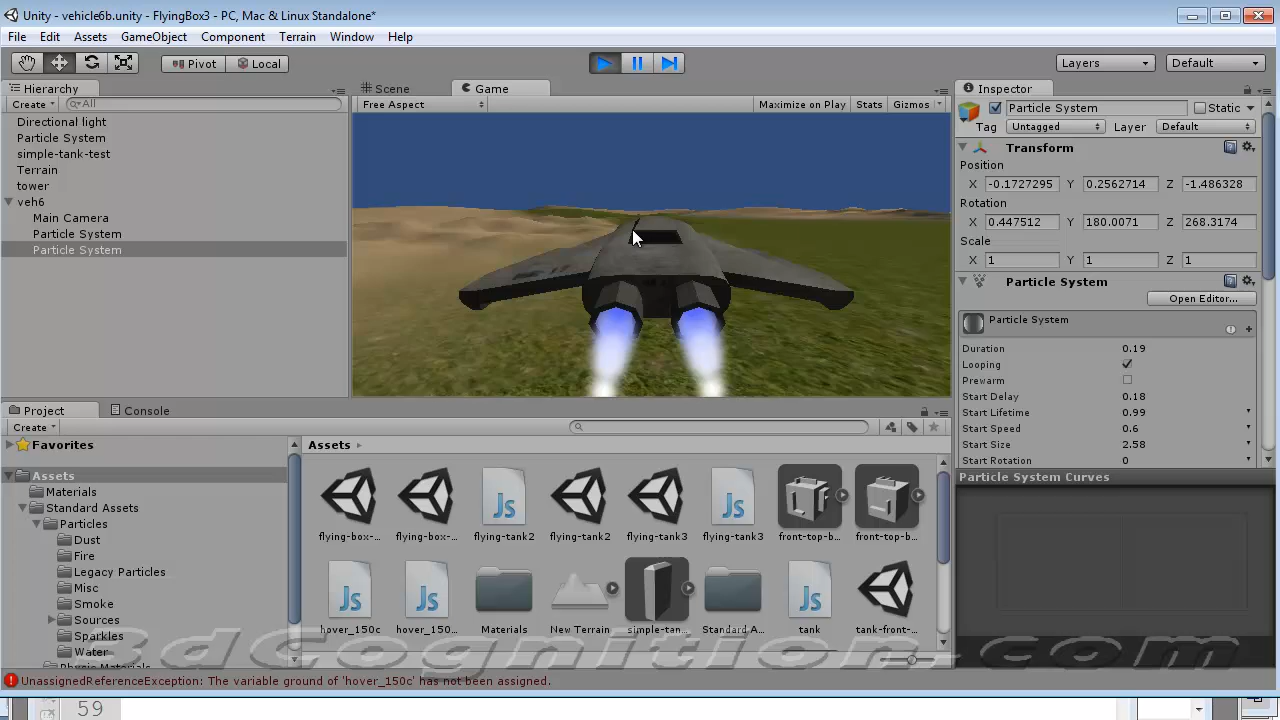 Unity - vehicle6b.unity - FlyingBox3 - PC, Mac & Linux Standalone*
File Edit Assets GameObject Component Terrain Window Help
Pivot Local Layers Default
Hierarchy
Create All
Directional light
Particle System
simple-tank-test
Terrain
tower
veh6
Main Camera
Particle System
Particle System
Scene Game
Free Aspect Maximize on Play Stats Gizmos
Inspector
Particle System Static
Tag Untagged Layer Default
Transform
Position
X -0.1727295 Y 0.2562714 Z -1.486328
Rotation
X 0.447512 Y 180.0071 Z 268.3174
Scale
X 1 Y 1 Z 1
Particle System
Open Editor...
Particle System
Duration 0.19
Looping
Prewarm
Start Delay 0.18
Start Lifetime 0.99
Start Speed 0.6
Start Size 2.58
Start Rotation 0
Particle System Curves
Project Console
Create
Favorites
Assets
Materials
Standard Assets
Particles
Dust
Fire
Legacy Particles
Misc
Smoke
Sources
Sparkles
Water
Physic Materials
Assets
Js Js
flying-box-... flying-box-... flying-tank2 flying-tank2 flying-tank3 flying-tank3 front-top-b... front-top-b...
Js Js Js
hover_150c hover_150... Materials New Terrain simple-tan... Standard A... tank tank-front-...
3dCognition.com
UnassignedReferenceException: The variable ground of 'hover_150c' has not been assigned.
59